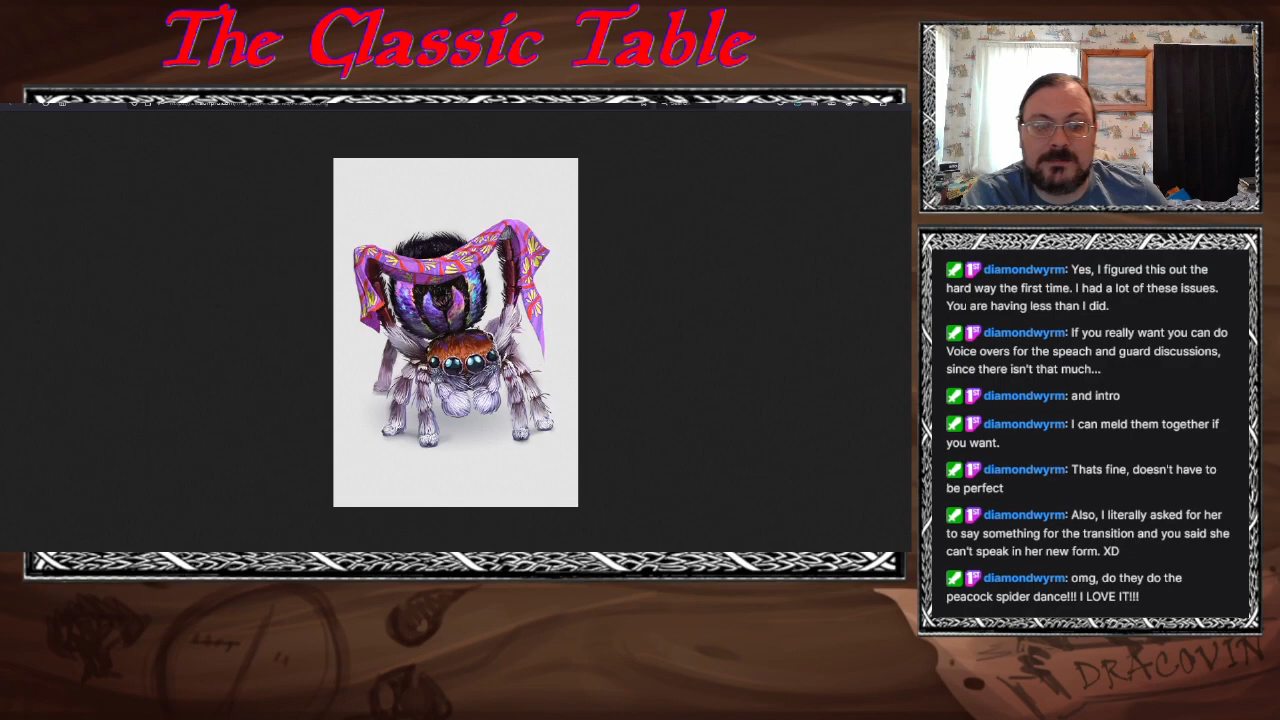 The Classic Table
diamondwyrm: Yes, I figured this out the
hard way the first time. I had a lot of these issues.
You are having less than I did.
diamondwyrm: If you really want you can do
Voice overs for the speach and guard discussions,
since there isn't that much...
diamondwyrm: and intro
diamondwyrm: I can meld them together if
you want.
diamondwyrm: Thats fine, doesn't have to
be perfect
diamondwyrm: Also, I literally asked for her
to say something for the transition and you said she
can't speak in her new form. XD
diamondwyrm: omg, do they do the
peacock spider dance!!! I LOVE IT!!!
DRACOVIN